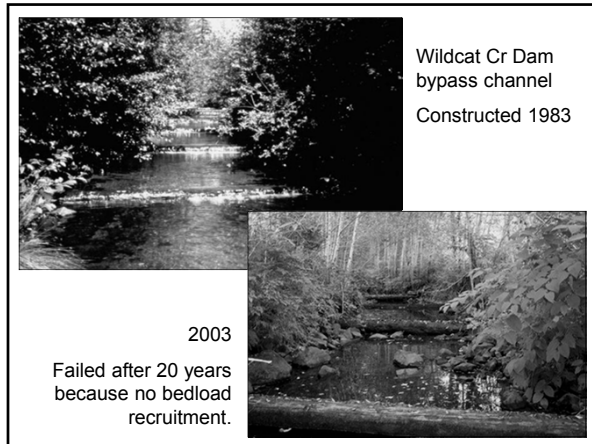 Wildcat Cr Dam
bypass channel
Constructed 1983
2003
Failed after 20 years
because no bedload
recruitment.